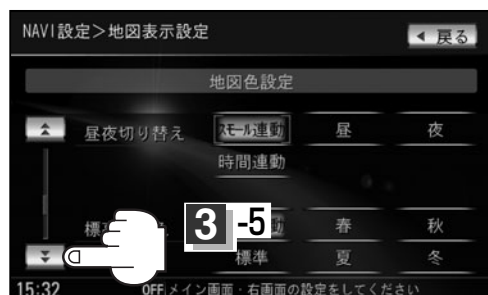 NAVI設定>地図表示設定
戻る
地図色設定
昼夜切り替え スモール連動 昼 夜
時間連動
3-5
標 動 春 秋
標準 夏 冬
15:32 OFF メイン画面・右画面の設定をしてください